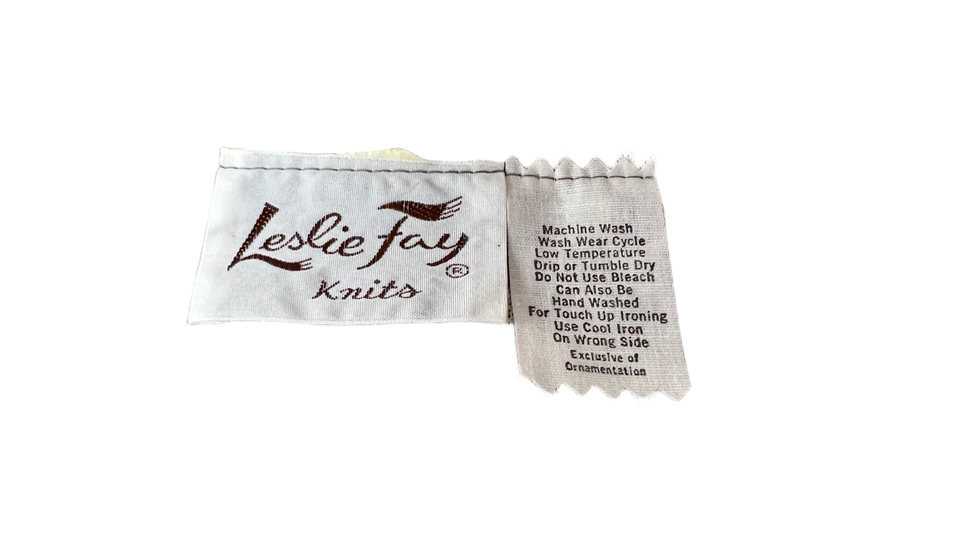 Leslie Fay
®
Knits
Machine Wash
Wash Wear Cycle
Low Temperature
Drip or Tumble Dry
Do Not Use Bleach
Can Also Be
Hand Washed
For Touch Up Ironing
Use Cool Iron
On Wrong Side
Exclusive of
Ornamentation